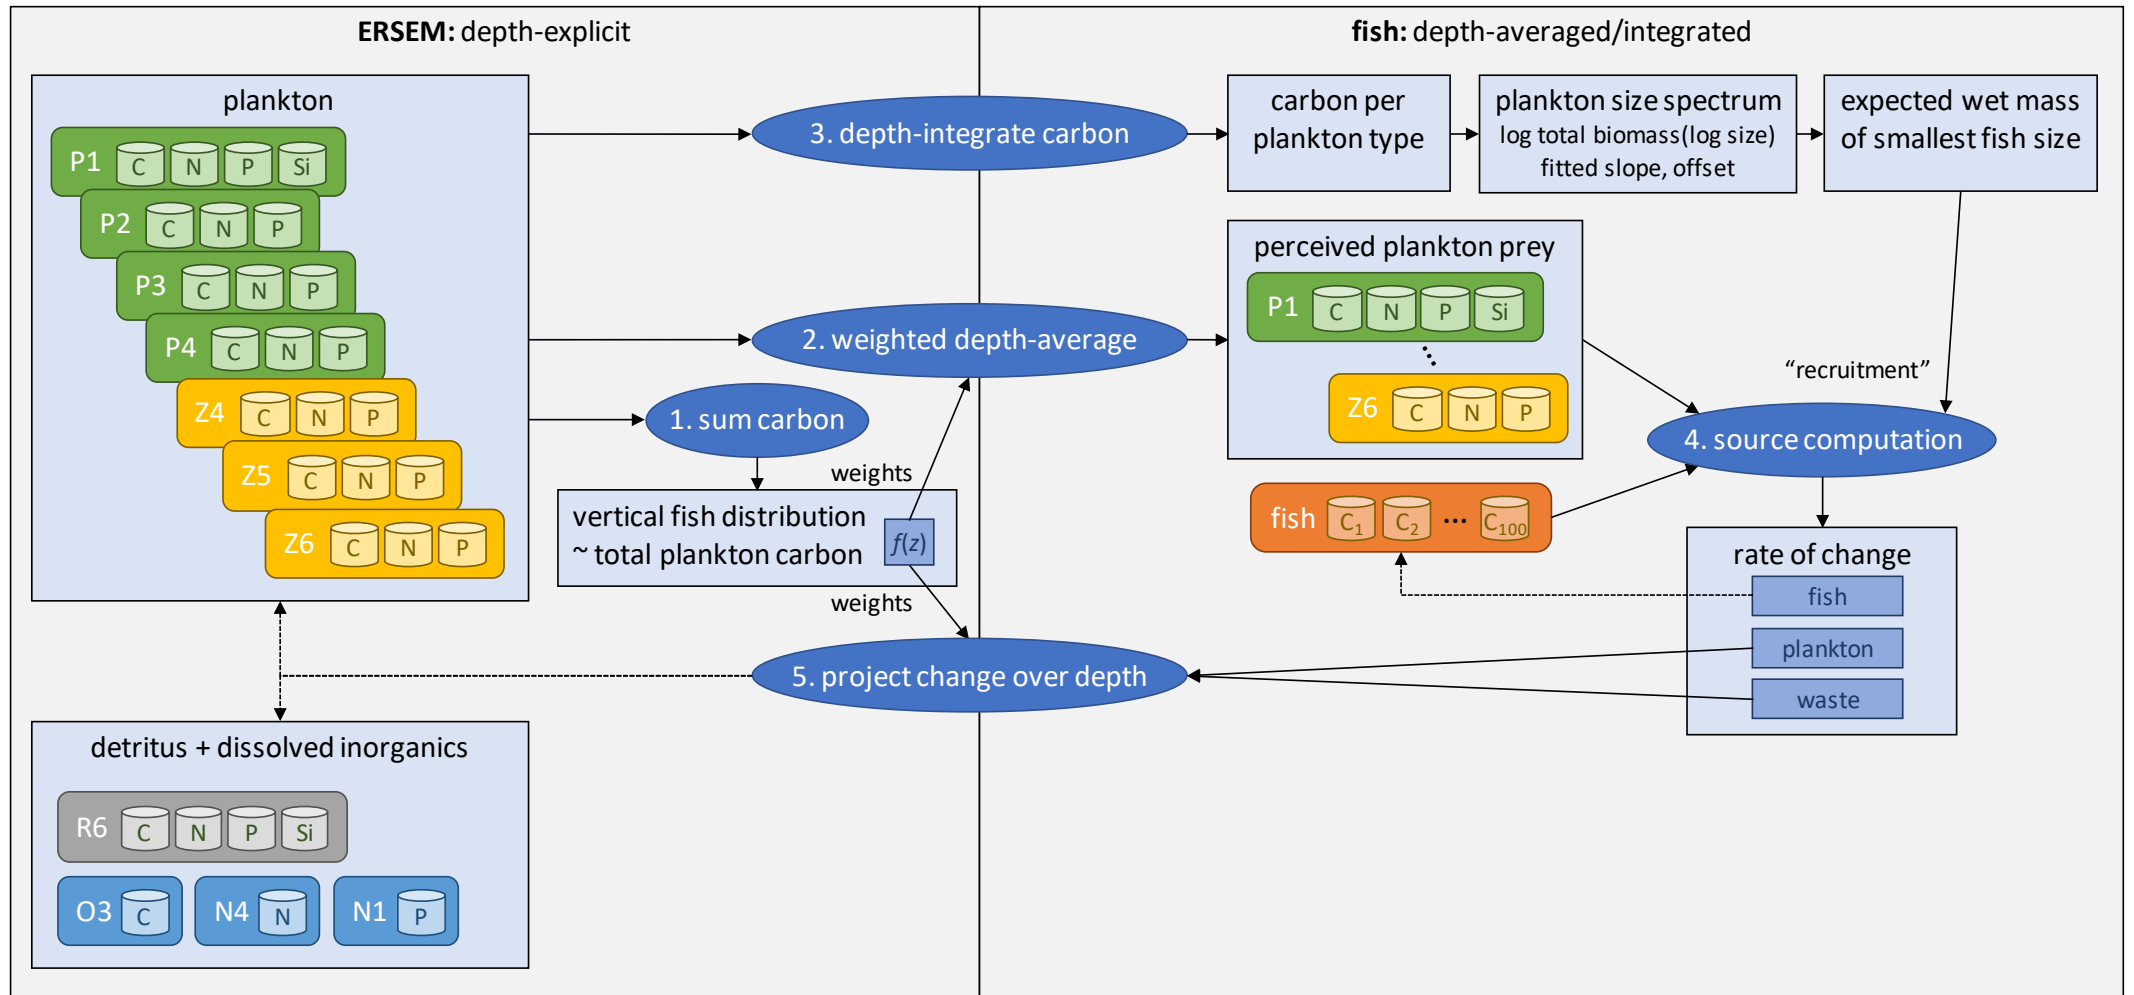 ERSEM: depth-explicit
plankton
P1 C N P Si
P2 C N P
P3 C N P
P4 C N P
Z4 C N P
Z5 C N P
Z6 C N P
3. depth-integrate carbon
2. weighted depth-average
1. sum carbon
weights
vertical fish distribution
~ total plankton carbon
f(z)
weights
5. project change over depth
detritus + dissolved inorganics
R6 C N P Si
O3 C N4 N N1 P
fish: depth-averaged/integrated
carbon per
plankton type
plankton size spectrum
log total biomass(log size)
fitted slope, offset
expected wet mass
of smallest fish size
perceived plankton prey
P1 C N P Si
Z6 C N P
"recruitment"
4. source computation
fish C₁ C₂ ... C₁₀₀
rate of change
fish
plankton
waste